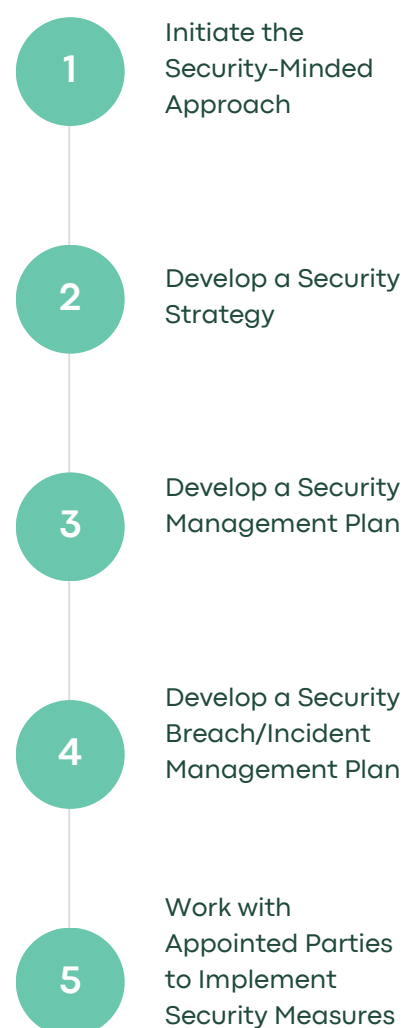 1
Initiate the
Security-Minded
Approach
2
Develop a Security
Strategy
3
Develop a Security
Management Plan
4
Develop a Security
Breach/Incident
Management Plan
5
Work with
Appointed Parties
to Implement
Security Measures